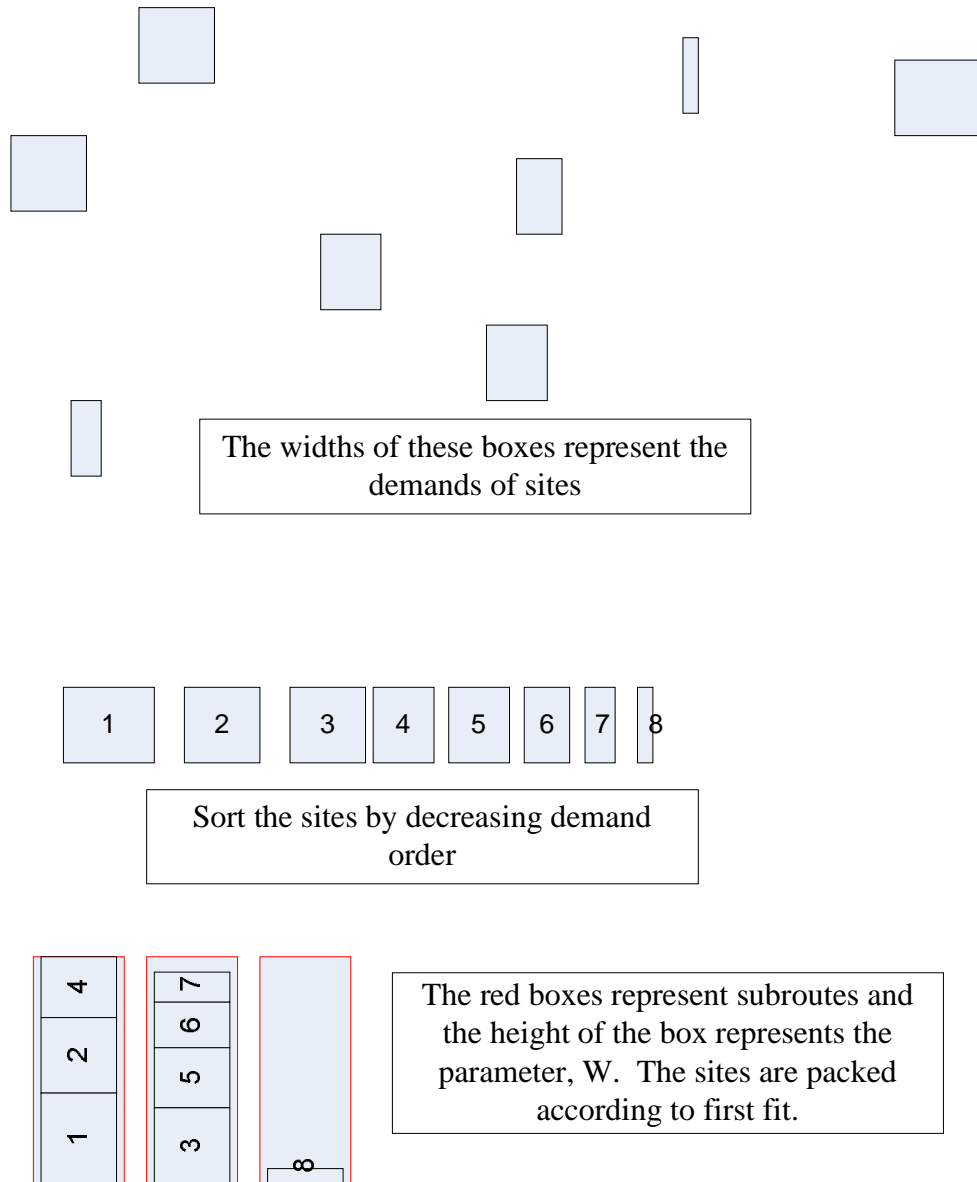 The widths of these boxes represent the
demands of sites
1 2 3 4 5 6 7 8
Sort the sites by decreasing demand
order
4
2
1
7
6
5
3
8
The red boxes represent subroutes and
the height of the box represents the
parameter, W.  The sites are packed
according to first fit.